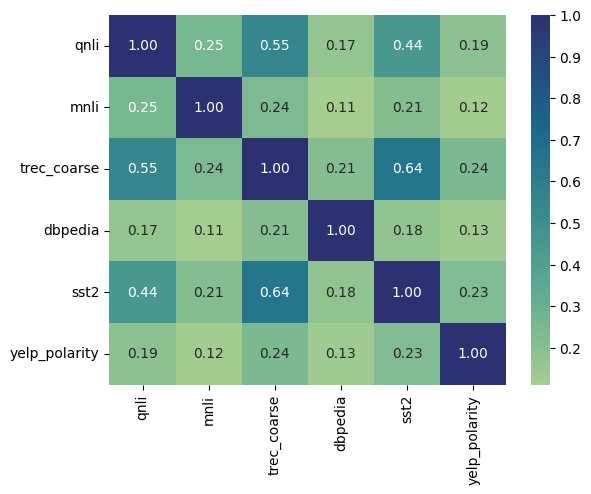 qnli 1.00 0.25 0.55 0.17 0.44 0.19
mnli 0.25 1.00 0.24 0.11 0.21 0.12
trec_coarse 0.55 0.24 1.00 0.21 0.64 0.24
dbpedia 0.17 0.11 0.21 1.00 0.18 0.13
sst2 0.44 0.21 0.64 0.18 1.00 0.23
yelp_polarity 0.19 0.12 0.24 0.13 0.23 1.00
qnli mnli trec_coarse dbpedia sst2 yelp_polarity
1.0
0.9
0.8
0.7
0.6
0.5
0.4
0.3
0.2